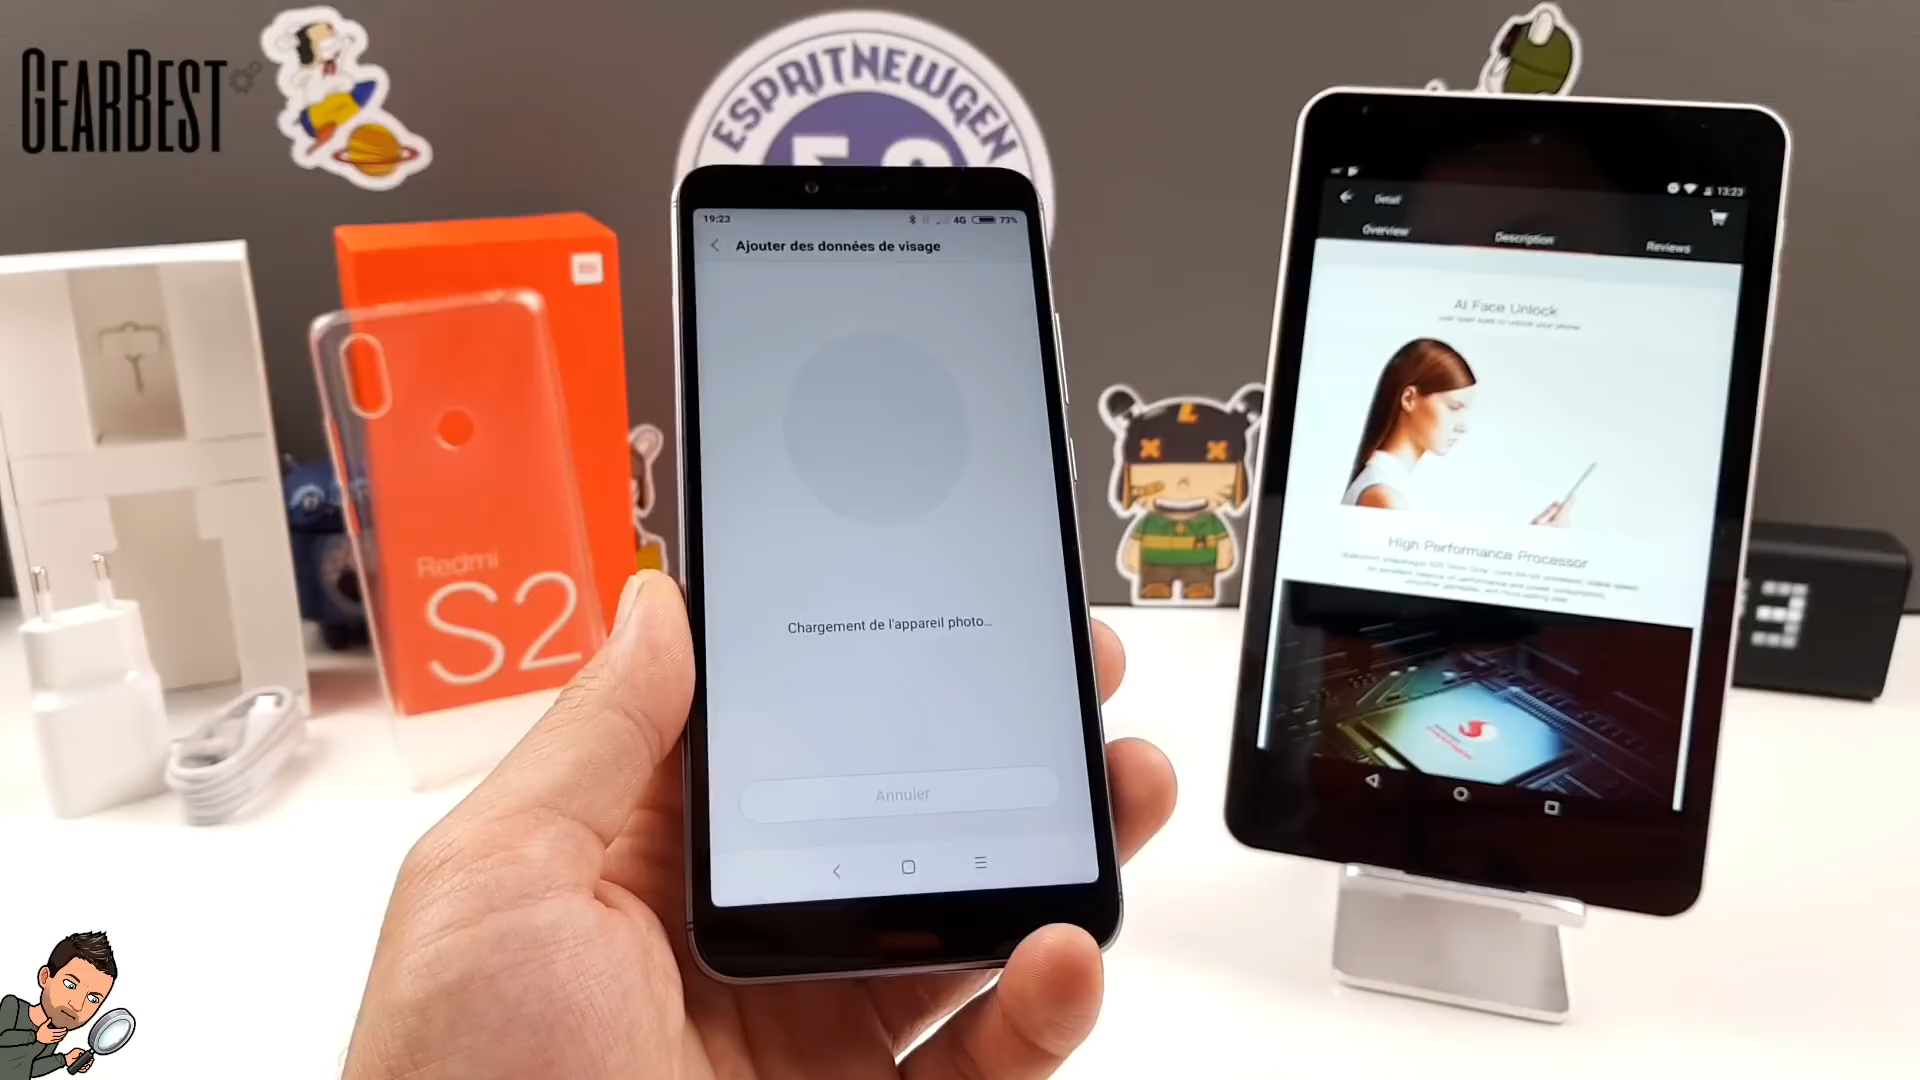 GEARBEST
ESPRITNEWGEN
Redmi
S2
19:23
4G
73%
Ajouter des données de visage
Chargement de l'appareil photo...
Annuler
13:23
Detail
Overview
Description
Reviews
AI Face Unlock
High Performance Processor